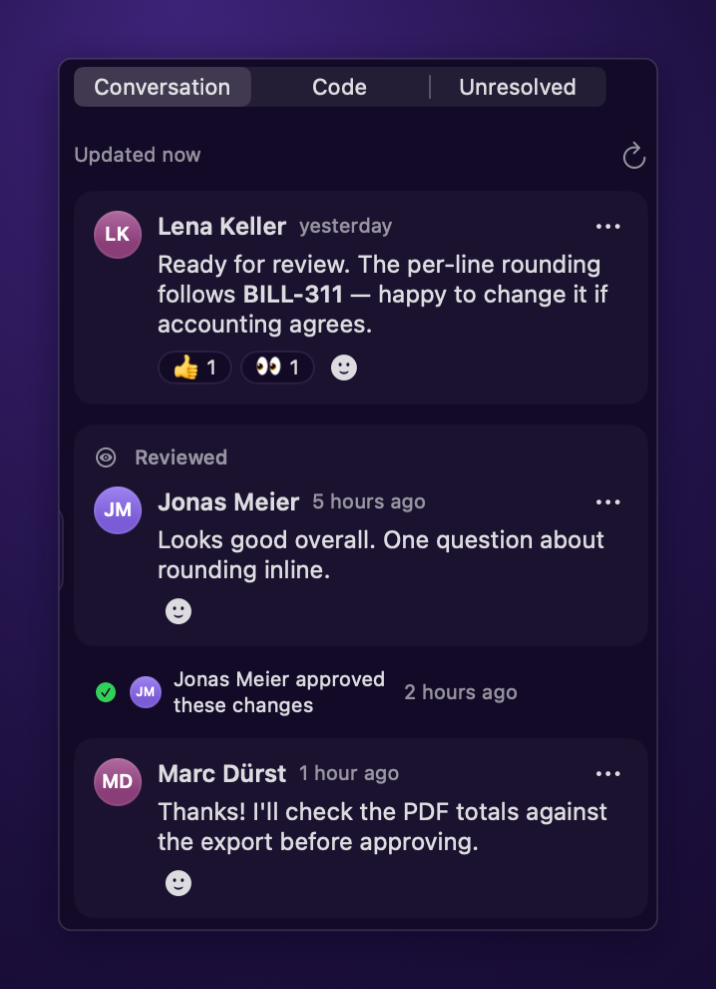 Conversation
Code
Unresolved
Updated now
LK
Lena Keller yesterday
Ready for review. The per-line rounding
follows BILL-311 — happy to change it if
accounting agrees.
👍 1 👀 1
Reviewed
JM
Jonas Meier 5 hours ago
Looks good overall. One question about
rounding inline.
JM
Jonas Meier approved
these changes
2 hours ago
MD
Marc Dürst 1 hour ago
Thanks! I'll check the PDF totals against
the export before approving.